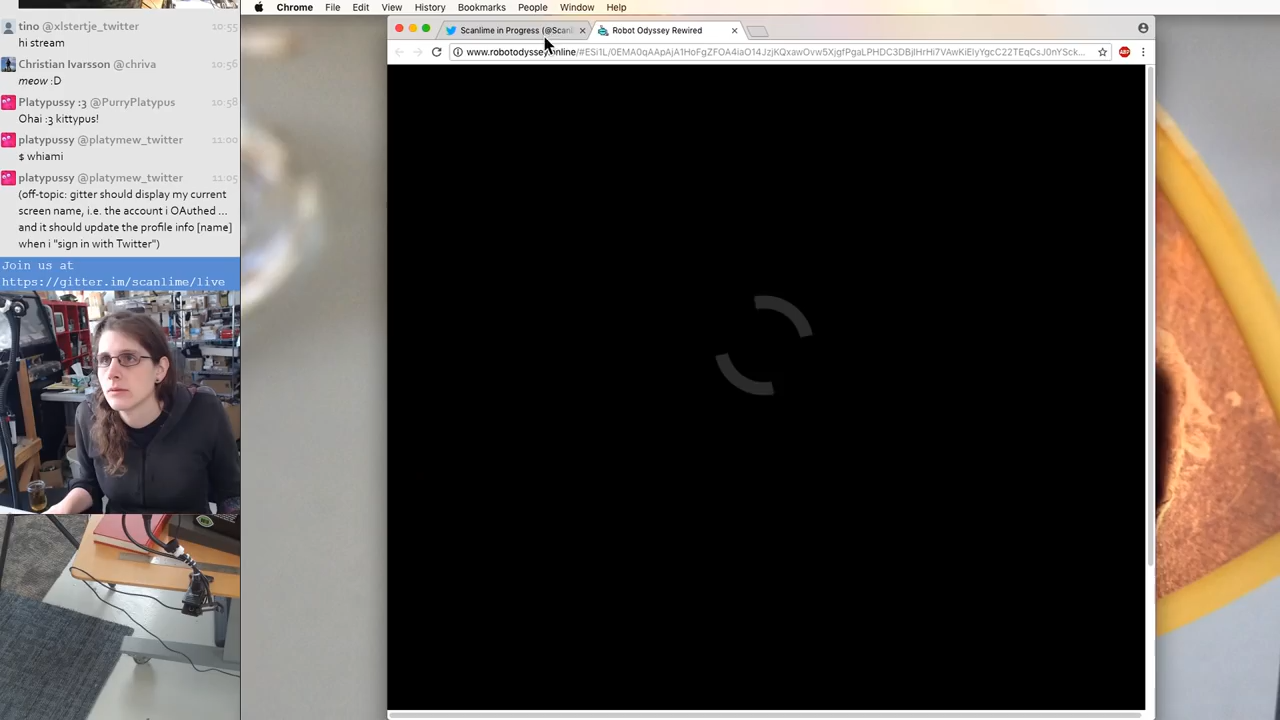 Chrome File Edit View History Bookmarks People Window Help
tino @xlstertje_twitter 10:55
hi stream
Christian Ivarsson @chriva 10:56
meow :D
Platypussy :3 @PurryPlatypus 10:58
Ohai :3 kittypus!
platypussy @platymew_twitter 11:00
$ whiami
platypussy @platymew_twitter 11:05
(off-topic: gitter should display my current
screen name, i.e. the account i OAuthed ...
and it should update the profile info [name]
when i "sign in with Twitter")
Join us at
https://gitter.im/scanlime/live
Scanlime in Progress (@Scanl
Robot Odyssey Rewired
www.robotodyssey.online
ABP